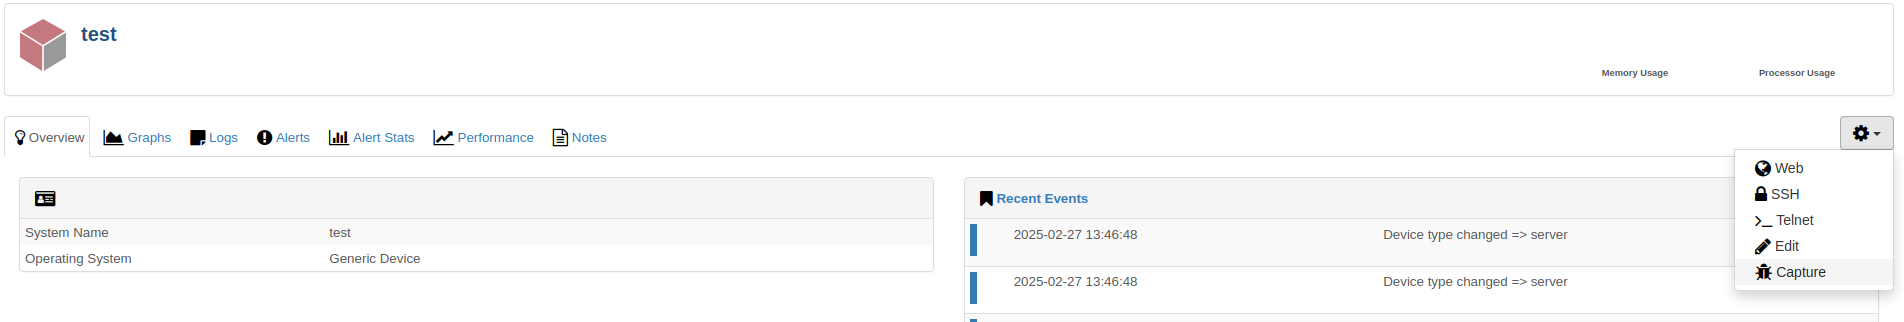 test
Memory Usage Processor Usage
Overview Graphs Logs Alerts Alert Stats Performance Notes
Web
SSH
Telnet
Edit
Capture
System Name test
Operating System Generic Device
Recent Events
2025-02-27 13:46:48 Device type changed => server
2025-02-27 13:46:48 Device type changed => server